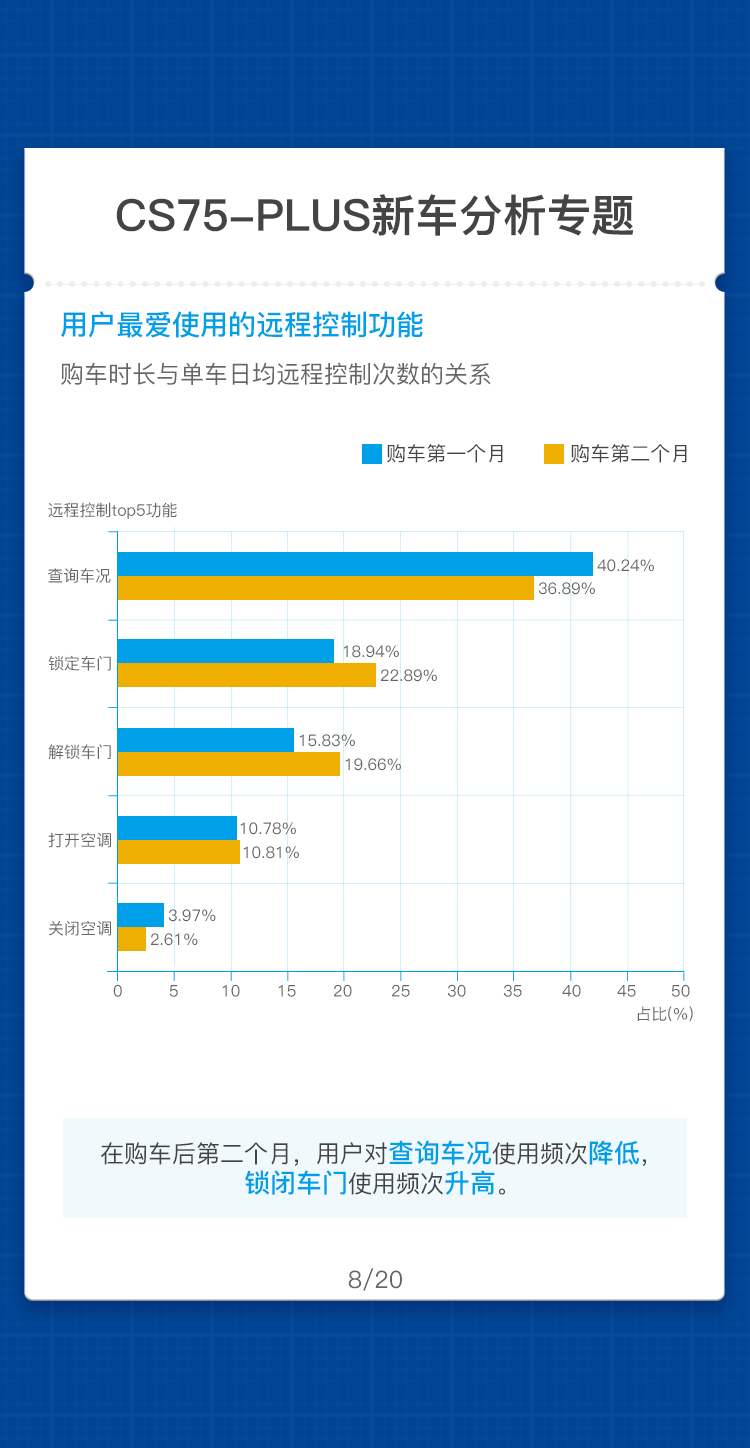 CS75-PLUS新车分析专题
用户最爱使用的远程控制功能
购车时长与单车日均远程控制次数的关系
购车第一个月 购车第二个月
远程控制top5功能
查询车况
40.24%
36.89%
锁定车门
18.94%
22.89%
解锁车门
15.83%
19.66%
打开空调
10.78%
10.81%
关闭空调
3.97%
2.61%
0 5 10 15 20 25 30 35 40 45 50
占比(%)
在购车后第二个月，用户对查询车况使用频次降低，
锁闭车门使用频次升高。
8/20